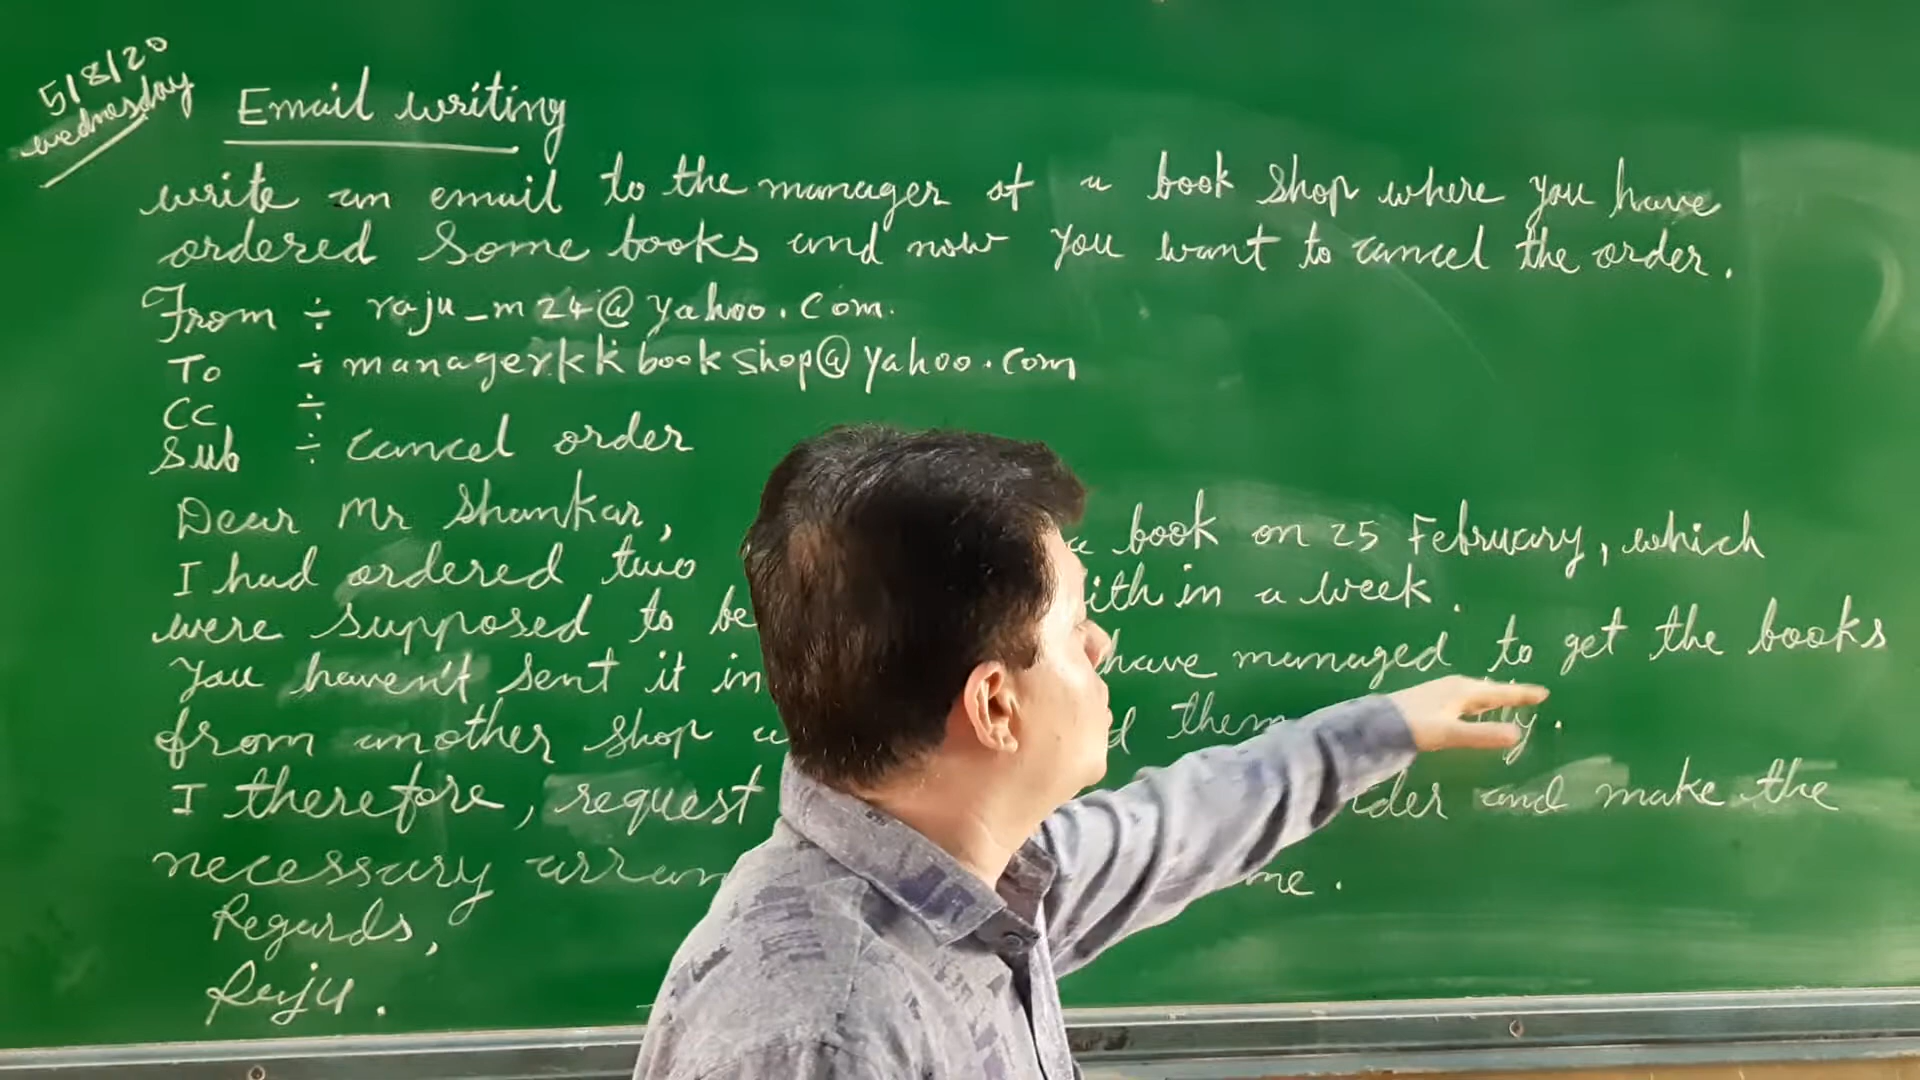 5/8/20
wednesday
Email writing
write an email to the manager of a book shop where you have
ordered some books and now you want to cancel the order.
From ÷ raju_m24@yahoo.com.
To ÷ managerkkbookshop@yahoo.com
CC ÷
Sub ÷ cancel order
Dear Mr Shankar,
I had ordered two book on 25 February, which
were supposed to be in a week.
You haven't sent it in have managed to get the books
from another shop them
I therefore, request and make the
necessary me.
Regards,
Raju.